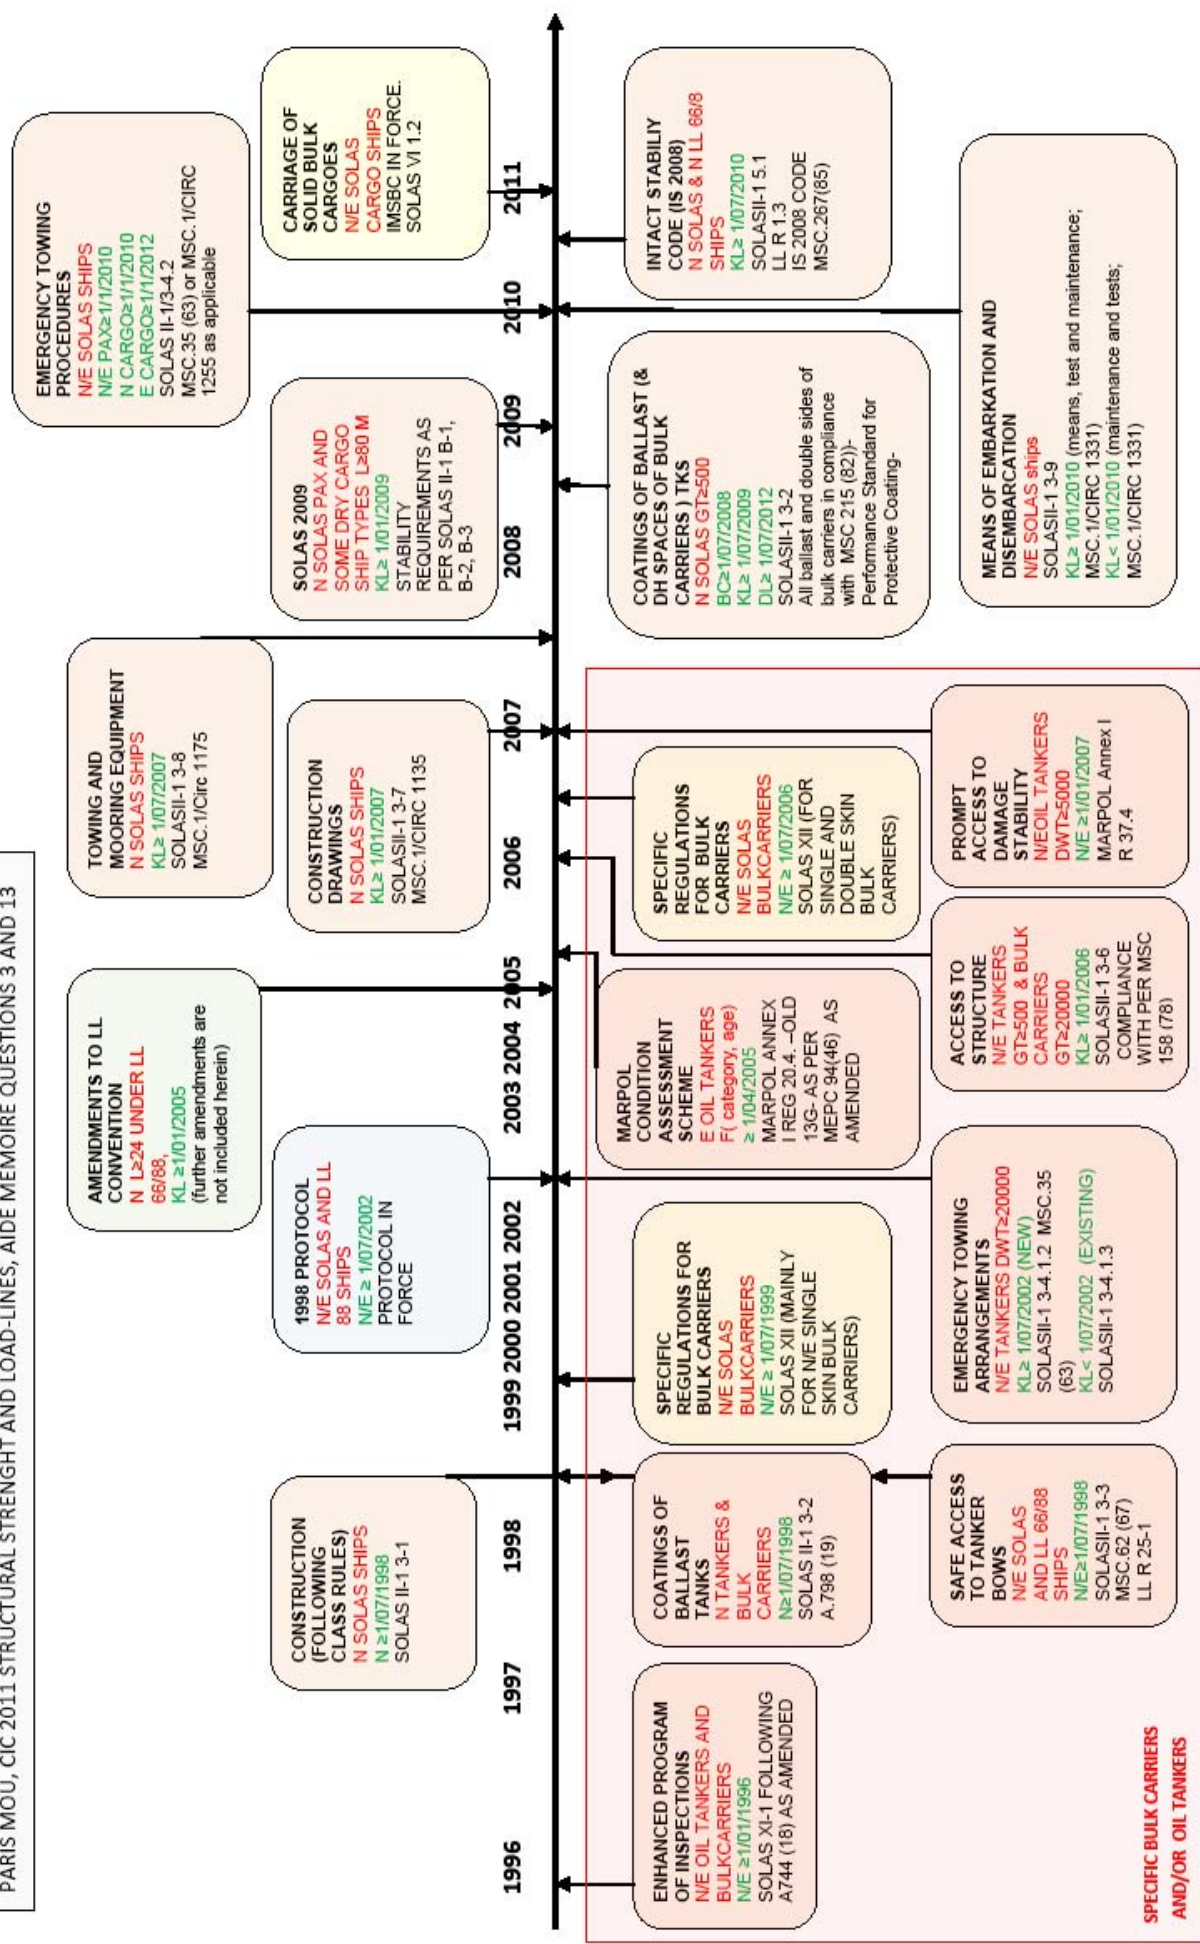 PARIS MOU, CIC 2011 STRUCTURAL STRENGHT AND LOAD-LINES, AIDE MEMOIRE QUESTIONS 3 AND 13
CONSTRUCTION
(FOLLOWING
CLASS RULES)
N SOLAS SHIPS
N ≥1/07/1998
SOLAS II-1 3-1
1998 PROTOCOL
N/E SOLAS AND LL
88 SHIPS
N/E ≥ 1/07/2002
PROTOCOL IN
FORCE
AMENDMENTS TO LL
CONVENTION
N L≥24 UNDER LL
66/88,
KL ≥1/01/2005
(further amendments are
not included herein)
CONSTRUCTION
DRAWINGS
N SOLAS SHIPS
KL≥ 1/01/2007
SOLASII-1 3-7
MSC.1/CIRC 1135
TOWING AND
MOORING EQUIPMENT
N SOLAS SHIPS
KL≥ 1/07/2007
SOLASII-1 3-8
MSC.1/Circ 1175
SOLAS 2009
N SOLAS PAX AND
SOME DRY CARGO
SHIP TYPES L≥80 M
KL≥ 1/01/2009
STABILITY
REQUIREMENTS AS
PER SOLAS II-1 B-1,
B-2, B-3
EMERGENCY TOWING
PROCEDURES
N/E SOLAS SHIPS
N/E PAX≥1/1/2010
N CARGO≥1/1/2010
E CARGO≥1/1/2012
SOLAS II-1/3-4.2
MSC.35 (63) or MSC.1/CIRC
1255 as applicable
CARRIAGE OF
SOLID BULK
CARGOES
N/E SOLAS
CARGO SHIPS
IMSBC IN FORCE.
SOLAS VI 1.2
1996 1997 1998 1999 2000 2001 2002 2003 2004 2005 2006 2007 2008 2009 2010 2011
ENHANCED PROGRAM
OF INSPECTIONS
N/E OIL TANKERS AND
BULKCARRIERS
N/E ≥1/01/1996
SOLAS XI-1 FOLLOWING
A744 (18) AS AMENDED
COATINGS OF
BALLAST
TANKS
N TANKERS &
BULK
CARRIERS
N≥1/07/1998
SOLAS II-1 3-2
A.798 (19)
SAFE ACCESS
TO TANKER
BOWS
N/E SOLAS
AND LL 66/88
SHIPS
N/E≥1/07/1998
SOLASII-1 3-3
MSC.62 (67)
LL R 25-1
SPECIFIC
REGULATIONS FOR
BULK CARRIERS
N/E SOLAS
BULKCARRIERS
N/E ≥ 1/07/1999
SOLAS XII (MAINLY
FOR N/E SINGLE
SKIN BULK
CARRIERS)
EMERGENCY TOWING
ARRANGEMENTS
N/E TANKERS DWT≥20000
KL≥ 1/07/2002 (NEW)
SOLASII-1 3-4.1.2 MSC.35
(63)
KL< 1/07/2002 (EXISTING)
SOLASII-1 3-4.1.3
MARPOL
CONDITION
ASSESSMENT
SCHEME
E OIL TANKERS
F( category, age)
≥ 1/04/2005
MARPOL ANNEX
I REG 20.4. –OLD
13G- AS PER
MEPC 94(46) AS
AMENDED
ACCESS TO
STRUCTURE
N/E TANKERS
GT≥500 & BULK
CARRIERS
GT≥20000
KL≥ 1/01/2006
SOLASII-1 3-6
COMPLIANCE
WITH PER MSC
158 (78)
SPECIFIC
REGULATIONS
FOR BULK
CARRIERS
N/E SOLAS
BULKCARRIERS
N/E ≥ 1/07/2006
SOLAS XII (FOR
SINGLE AND
DOUBLE SKIN
BULK
CARRIERS)
PROMPT
ACCESS TO
DAMAGE
STABILITY
N/EOIL TANKERS
DWT≥5000
N/E ≥1/01/2007
MARPOL Annex I
R 37.4
COATINGS OF BALLAST (&
DH SPACES OF BULK
CARRIERS ) TKS
N SOLAS GT≥500
BC≥1/07/2008
KL≥ 1/07/2009
DL≥ 1/07/2012
SOLASII-1 3-2
All ballast and double sides of
bulk carriers in compliance
with MSC 215 (82))-
Performance Standard for
Protective Coating-
MEANS OF EMBARKATION AND
DISEMBARCATION
N/E SOLAS ships
SOLASII-1 3-9
KL≥ 1/01/2010 (means, test and maintenance;
MSC.1/CIRC 1331)
KL< 1/01/2010 (maintenance and tests;
MSC.1/CIRC 1331)
INTACT STABILIY
CODE (IS 2008)
N SOLAS & N LL 66/8
SHIPS
KL≥ 1/07/2010
SOLASII-1 5.1
LL R 1.3
IS 2008 CODE
MSC.267(85)
SPECIFIC BULK CARRIERS
AND/OR OIL TANKERS